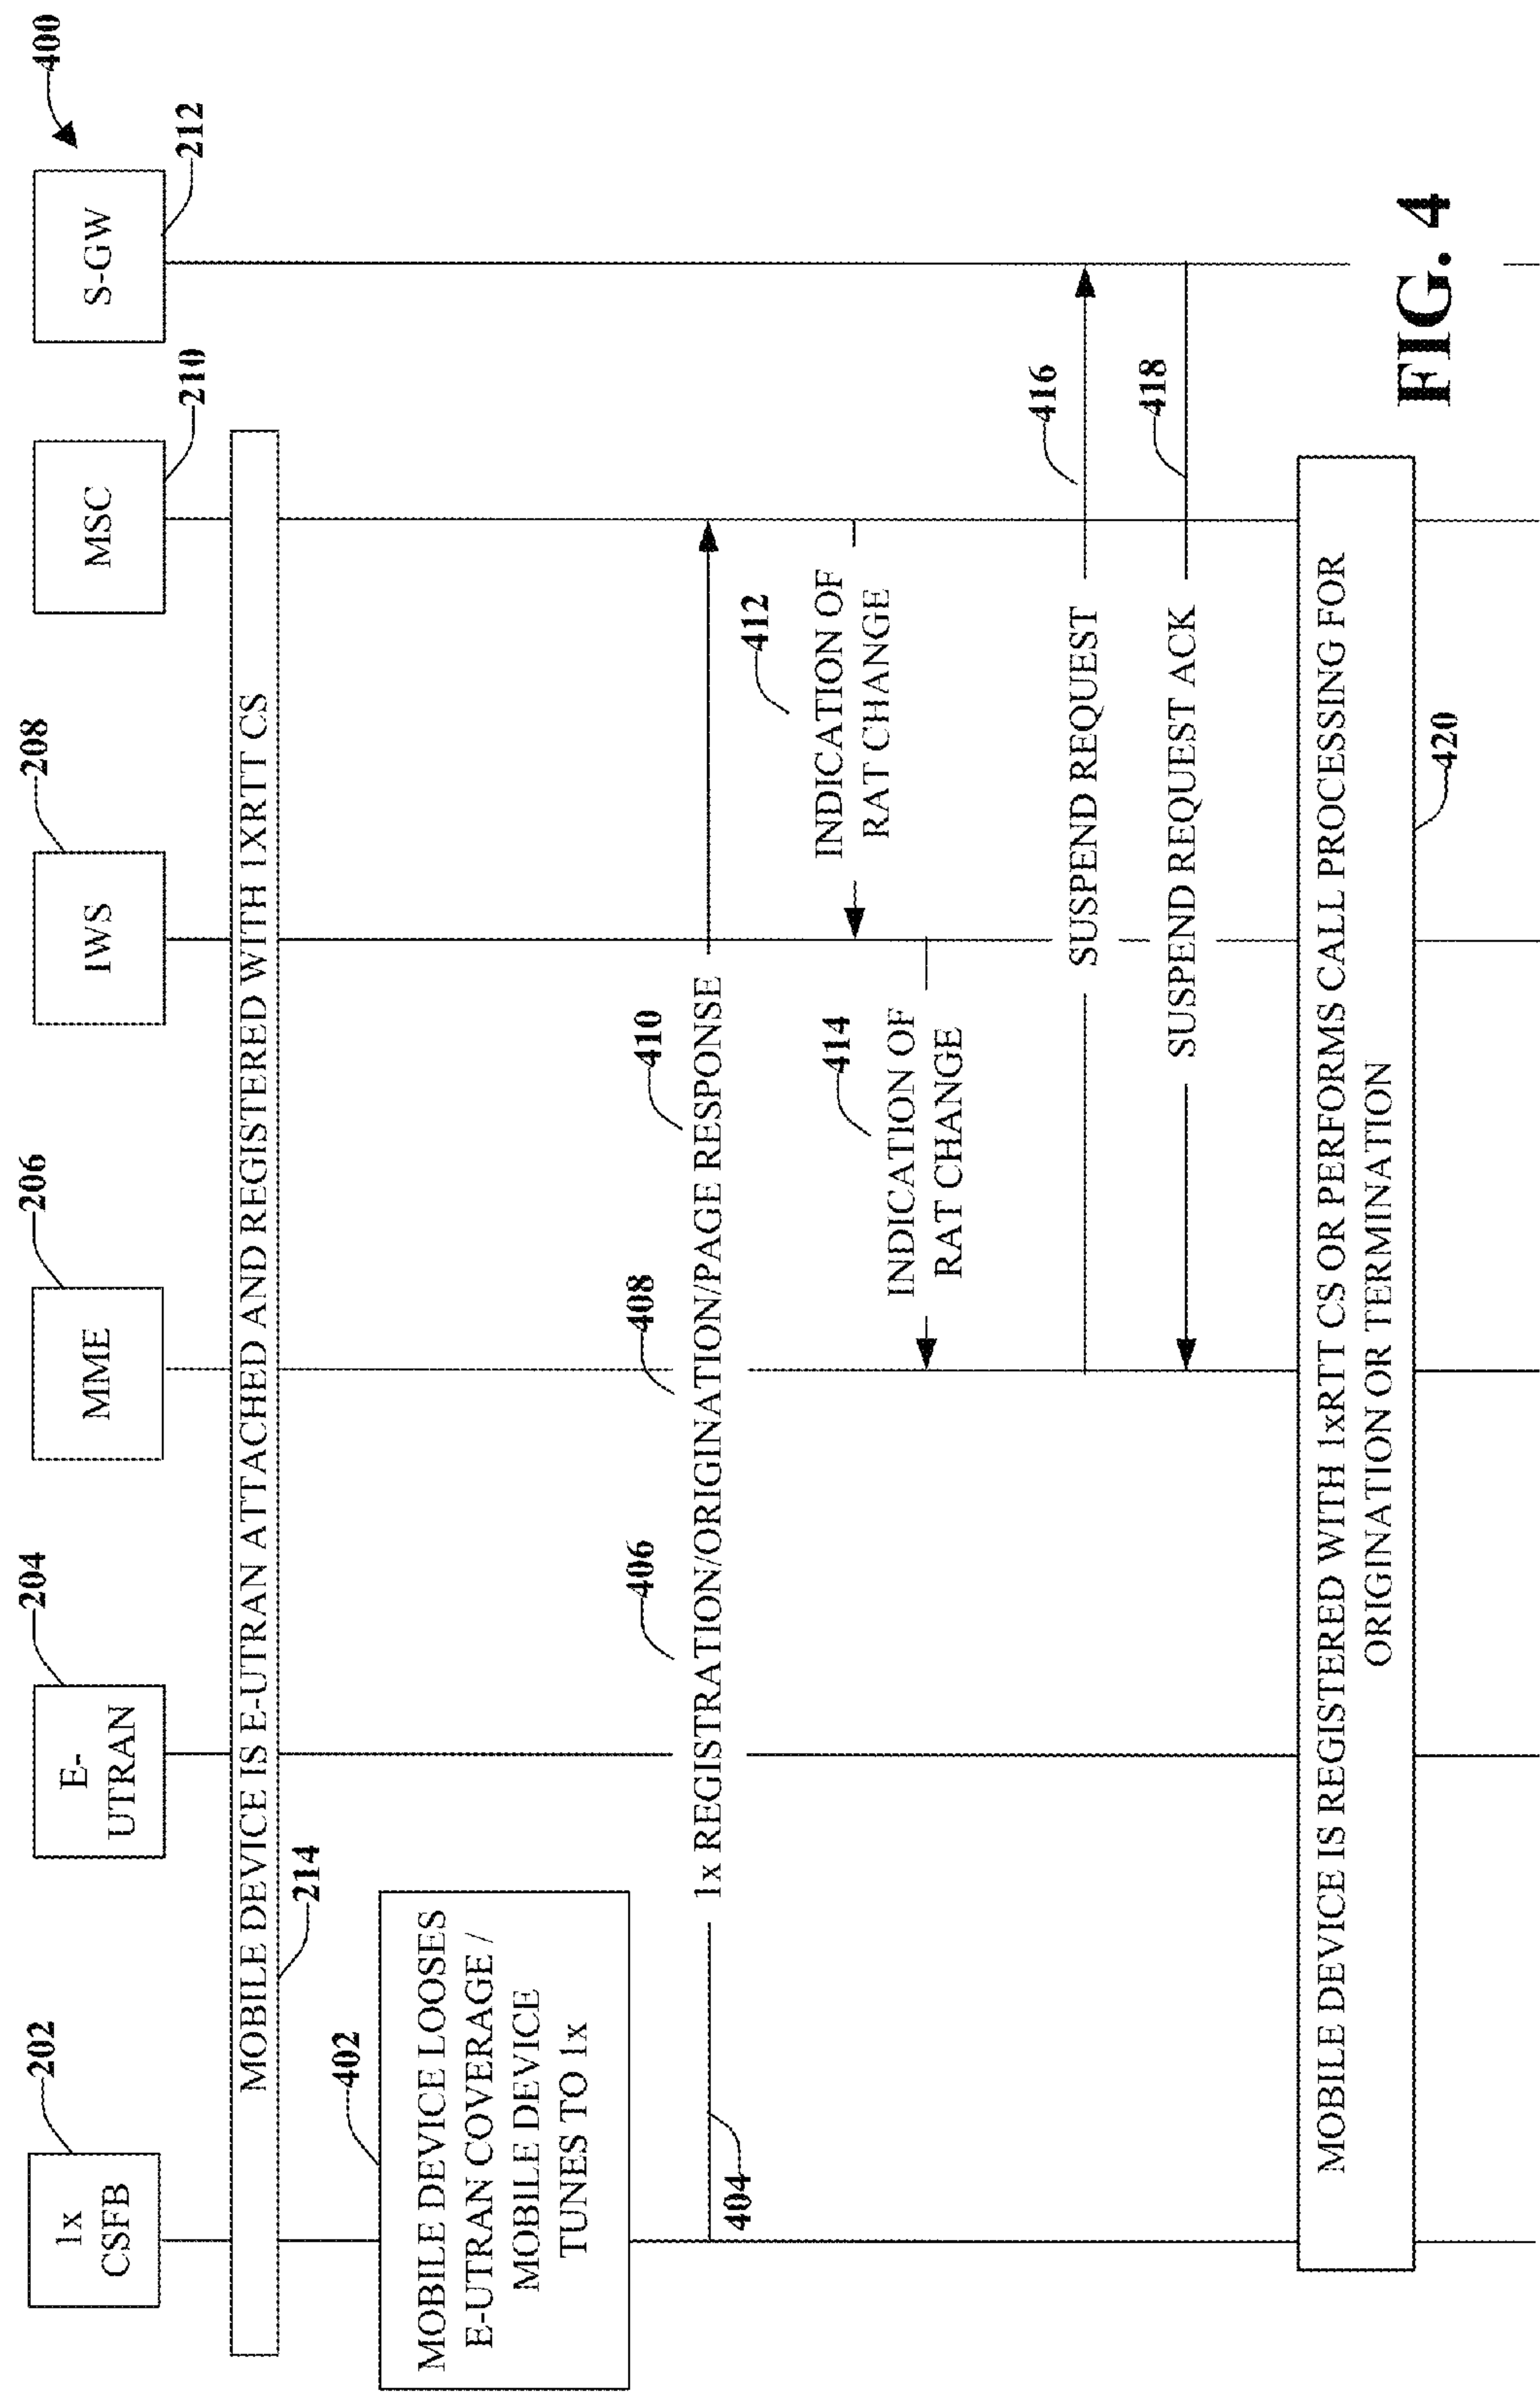 400
202
204
206
208
210
212
1x
CSFB
E-
UTRAN
MME
IWS
MSC
S-GW
MOBILE DEVICE IS E-UTRAN ATTACHED AND REGISTERED WITH 1XRTT CS
214
402
MOBILE DEVICE LOOSES
E-UTRAN COVERAGE /
MOBILE DEVICE
TUNES TO 1x
406
408
410
1x REGISTRATION/ORIGINATION/PAGE RESPONSE
404
412
INDICATION OF
RAT CHANGE
414
INDICATION OF
RAT CHANGE
416
SUSPEND REQUEST
418
SUSPEND REQUEST ACK
MOBILE DEVICE IS REGISTERED WITH 1xRTT CS OR PERFORMS CALL PROCESSING FOR
ORIGINATION OR TERMINATION
420
FIG. 4